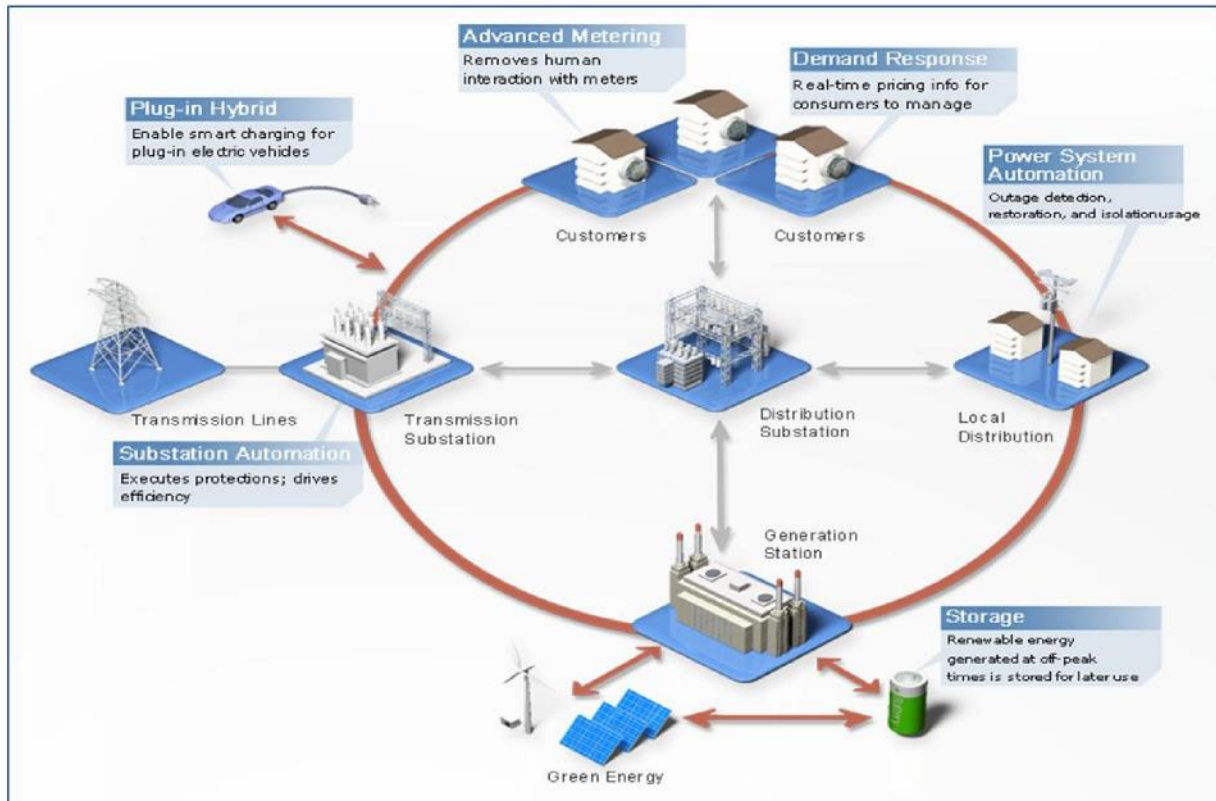 Advanced Metering
Removes human
interaction with meters
Demand Response
Real-time pricing info for
consumers to manage
Plug-in Hybrid
Enable smart charging for
plug-in electric vehicles
Power System
Automation
Outage detection,
restoration, and isolationusage
Customers
Customers
Transmission Lines
Transmission
Substation
Distribution
Substation
Local
Distribution
Substation Automation
Executes protections; drives
efficiency
Generation
Station
Storage
Renewable energy
generated at off-peak
times is stored for later use
Green Energy